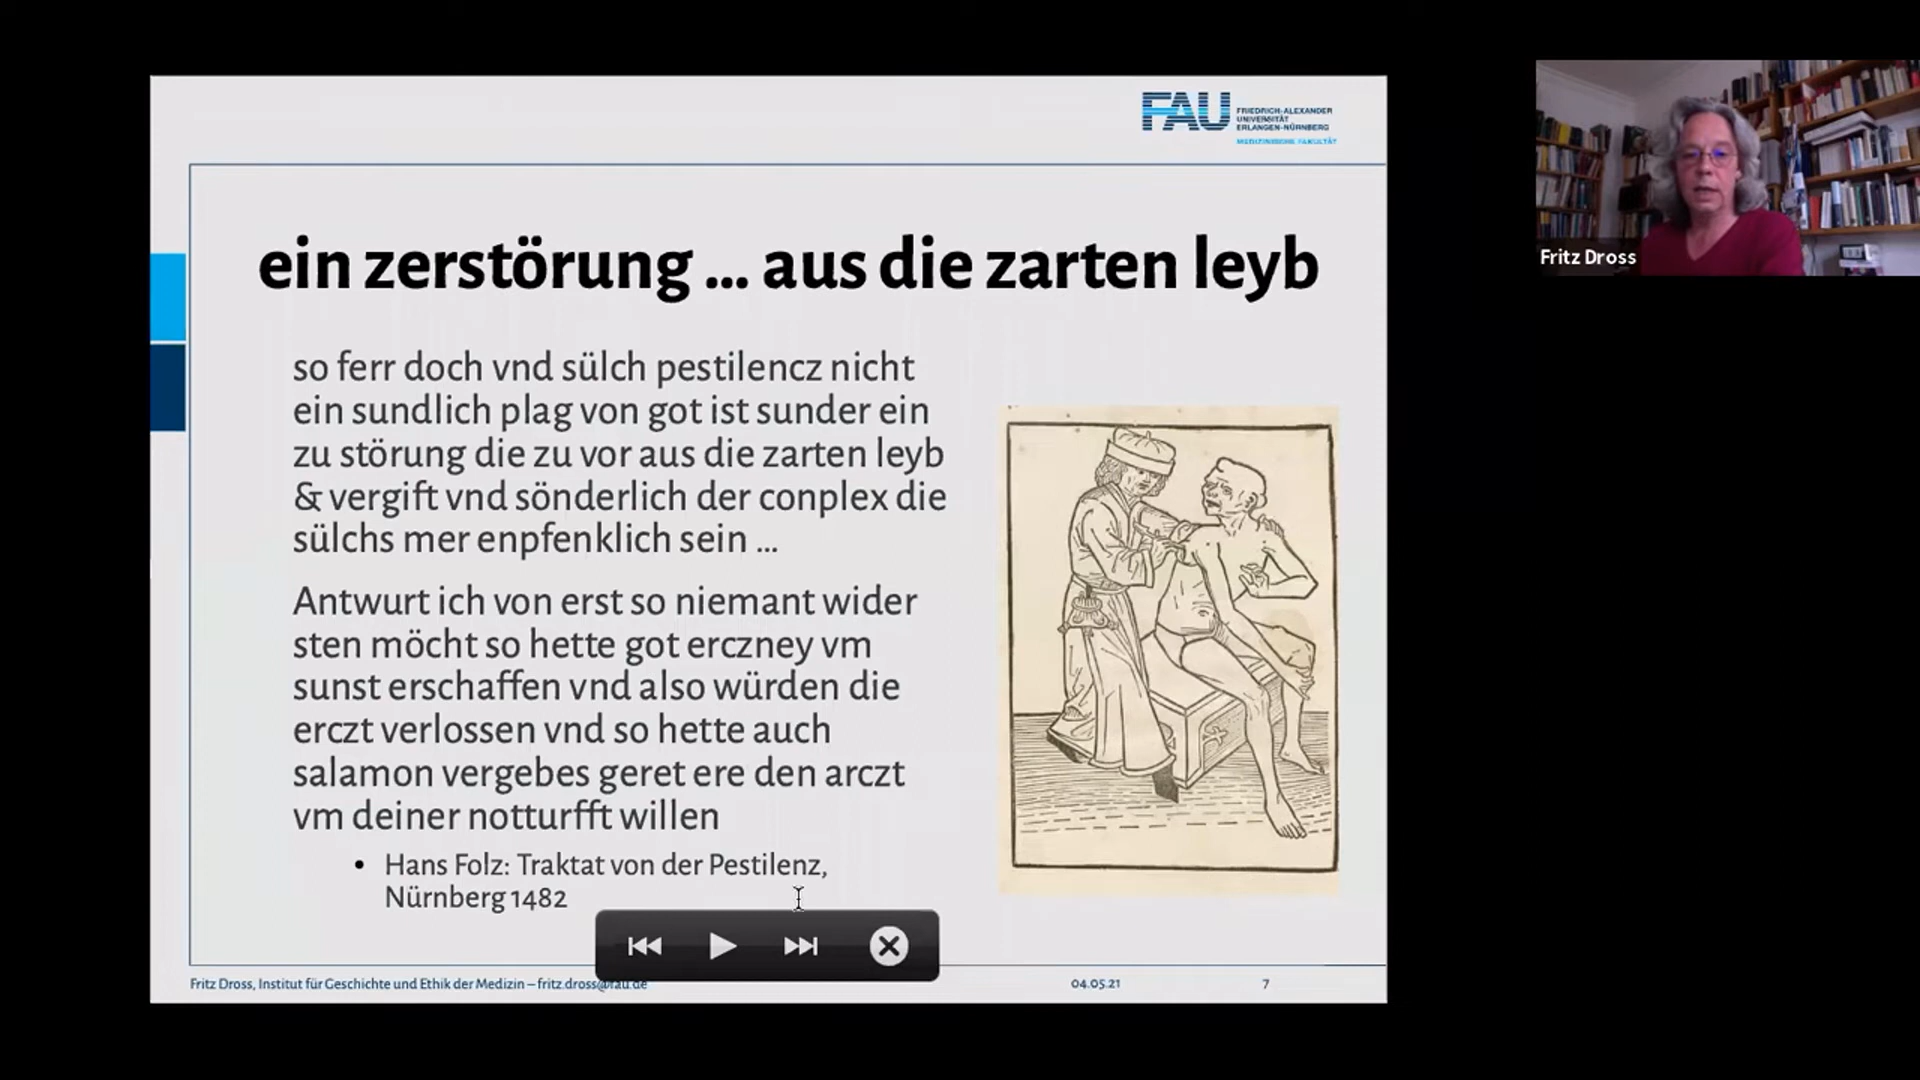 FAU
FRIEDRICH-ALEXANDER
UNIVERSITÄT
ERLANGEN-NÜRNBERG
MEDIZINISCHE FAKULTÄT
ein zerstörung ... aus die zarten leyb
so ferr doch vnd sülch pestilencz nicht
ein sundlich plag von got ist sunder ein
zu störung die zu vor aus die zarten leyb
& vergift vnd sönderlich der conplex die
sülchs mer enpfenklich sein ...
Antwurt ich von erst so niemant wider
sten möcht so hette got erczney vm
sunst erschaffen vnd also würden die
erczt verlossen vnd so hette auch
salamon vergebes geret ere den arczt
vm deiner notturfft willen
• Hans Folz: Traktat von der Pestilenz,
Nürnberg 1482
Fritz Dross, Institut für Geschichte und Ethik der Medizin – fritz.dross@fau.de
04.05.21
7
Fritz Dross